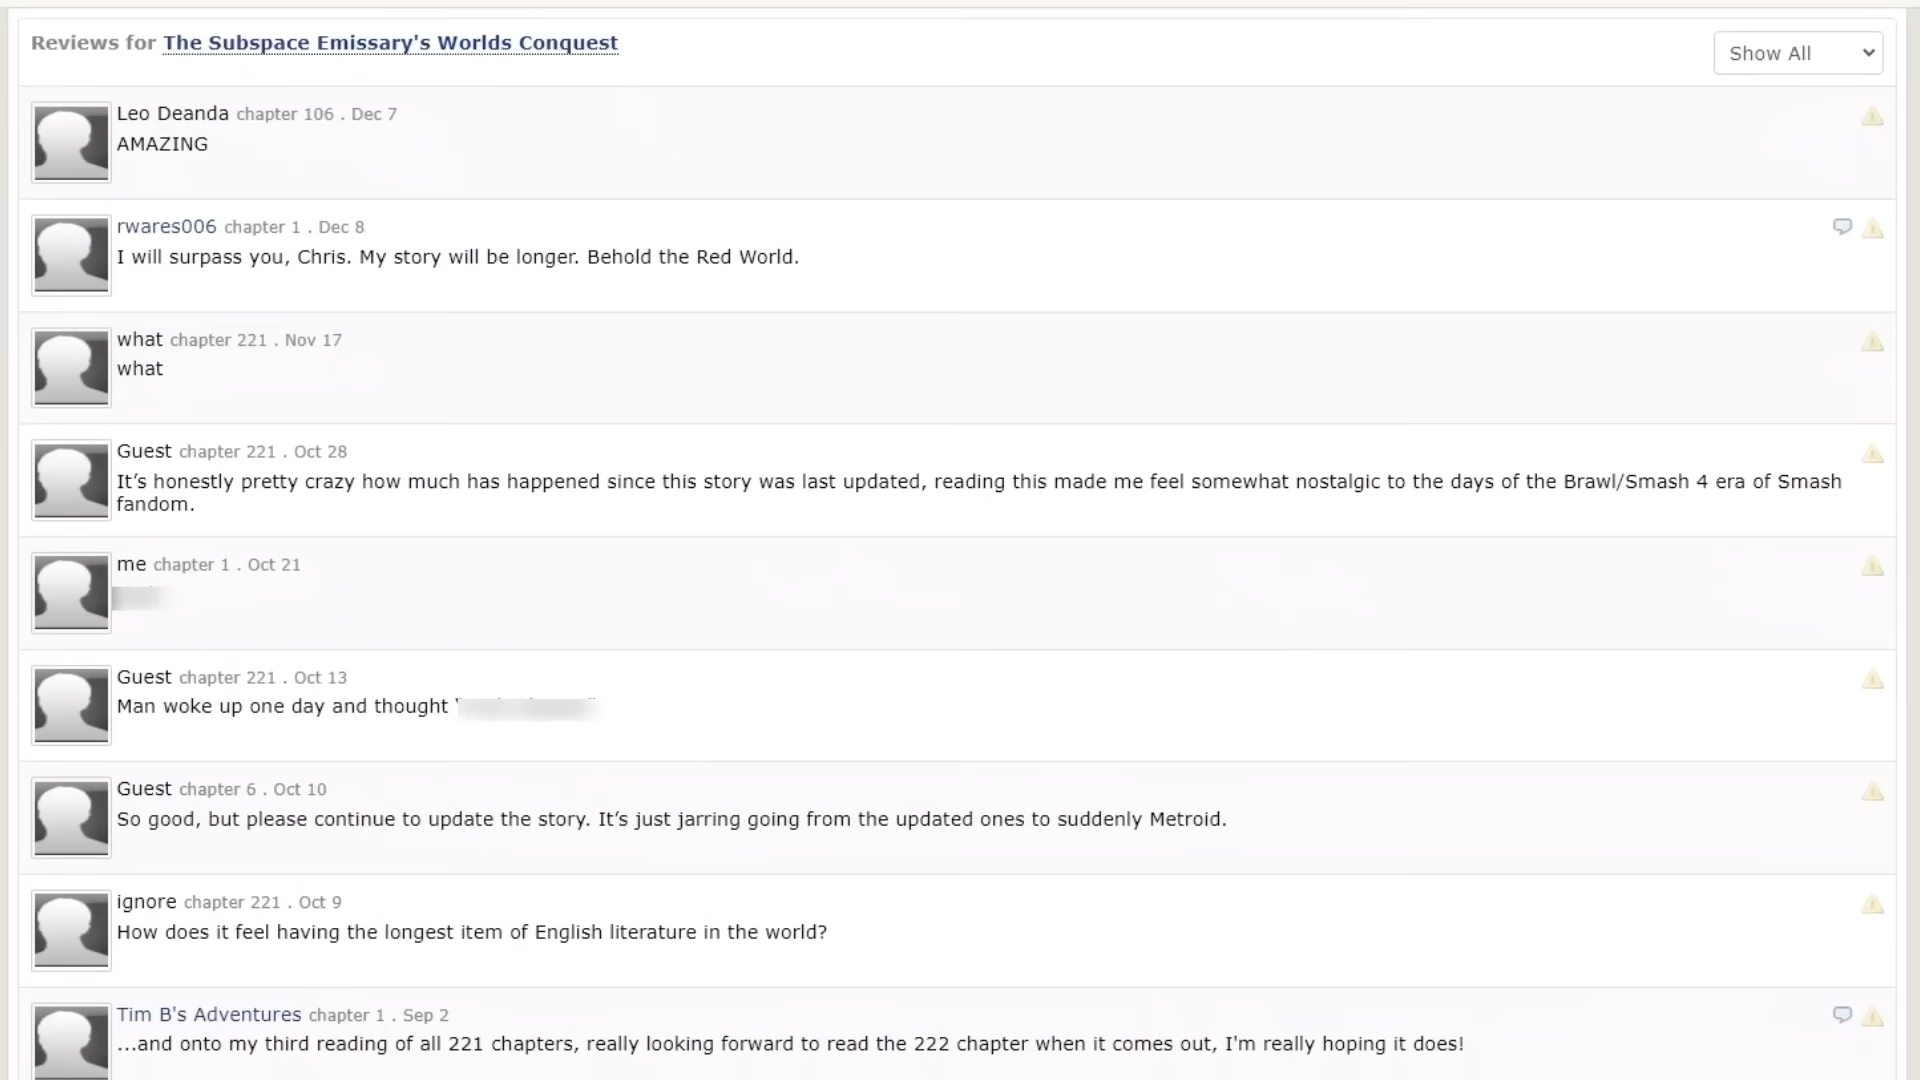 Reviews for The Subspace Emissary's Worlds Conquest
Show All
Leo Deanda chapter 106 . Dec 7
AMAZING
rwares006 chapter 1 . Dec 8
I will surpass you, Chris. My story will be longer. Behold the Red World.
what chapter 221 . Nov 17
what
Guest chapter 221 . Oct 28
It’s honestly pretty crazy how much has happened since this story was last updated, reading this made me feel somewhat nostalgic to the days of the Brawl/Smash 4 era of Smash
fandom.
me chapter 1 . Oct 21
Guest chapter 221 . Oct 13
Man woke up one day and thought
Guest chapter 6 . Oct 10
So good, but please continue to update the story. It’s just jarring going from the updated ones to suddenly Metroid.
ignore chapter 221 . Oct 9
How does it feel having the longest item of English literature in the world?
Tim B's Adventures chapter 1 . Sep 2
...and onto my third reading of all 221 chapters, really looking forward to read the 222 chapter when it comes out, I'm really hoping it does!